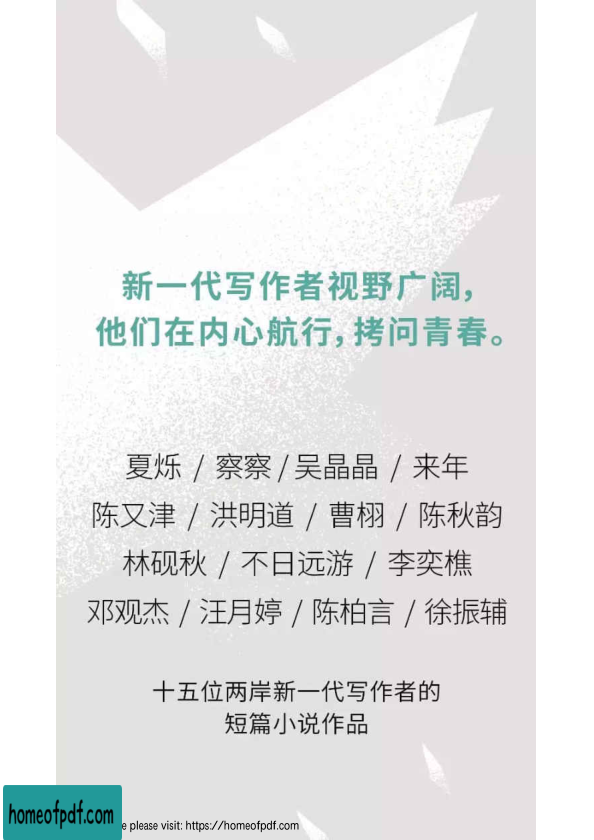 新一代写作者视野广阔，
他们在内心航行，拷问青春。
夏烁 / 察察 / 吴晶晶 / 来年
陈又津 / 洪明道 / 曹栩 / 陈秋韵
林砚秋 / 不日远游 / 李奕樵
邓观杰 / 汪月婷 / 陈柏言 / 徐振辅
十五位两岸新一代写作者的
短篇小说作品
homeofpdf.com
please visit: https://homeofpdf.com